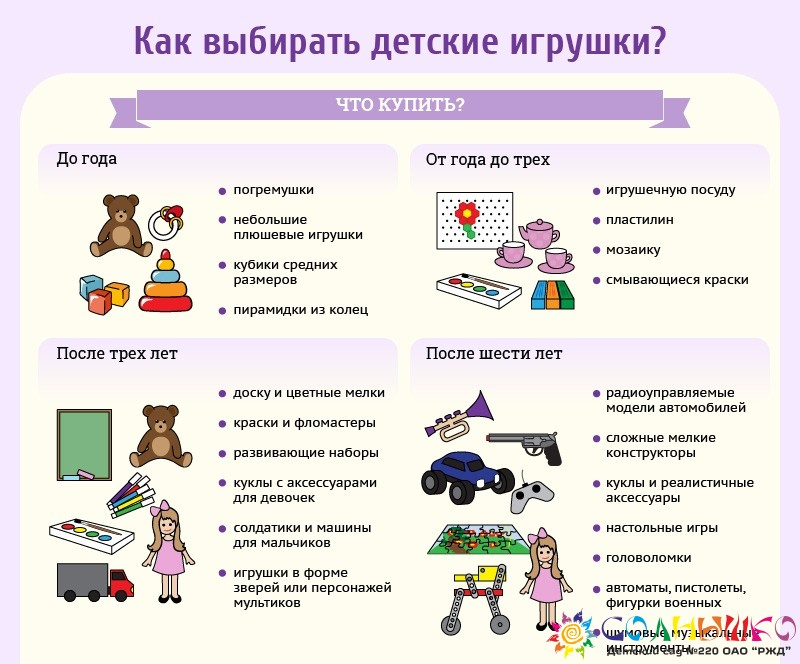 Как выбирать детские игрушки?
ЧТО КУПИТЬ?
До года
погремушки
небольшие
плюшевые игрушки
кубики средних
размеров
пирамидки из колец
От года до трех
игрушечную посуду
пластилин
мозаику
смывающиеся краски
После трех лет
доску и цветные мелки
краски и фломастеры
развивающие наборы
куклы с аксессуарами
для девочек
солдатики и машины
для мальчиков
игрушки в форме
зверей или персонажей
мультиков
После шести лет
радиоуправляемые
модели автомобилей
сложные мелкие
конструкторы
куклы и реалистичные
аксессуары
настольные игры
головоломки
автоматы, пистолеты,
фигурки военных
шумовые музыкальные
инструменты
СОЛНЫШКО
Детский сад №220 ОАО “РЖД”